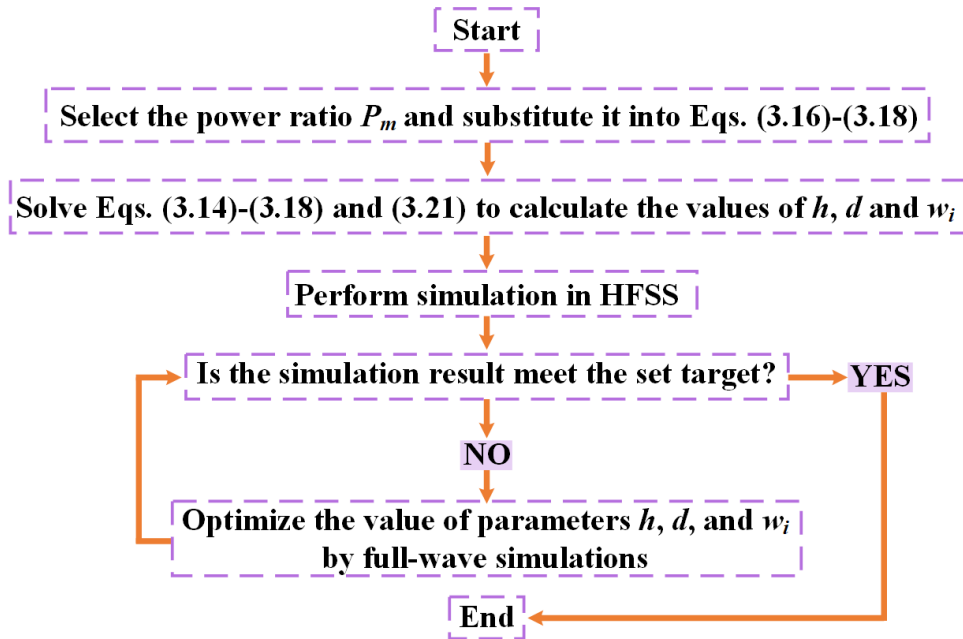 Start
Select the power ratio Pm and substitute it into Eqs. (3.16)-(3.18)
Solve Eqs. (3.14)-(3.18) and (3.21) to calculate the values of h, d and wi
Perform simulation in HFSS
Is the simulation result meet the set target?
YES
NO
Optimize the value of parameters h, d, and wi
by full-wave simulations
End